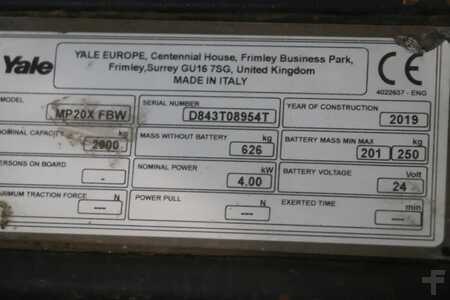 Yale
YALE EUROPE, Centennial House, Frimley Business Park,
Frimley,Surrey GU16 7SG, United Kingdom
MADE IN ITALY
CE
4022637 - ENG
MODEL
MP20X FBW
SERIAL NUMBER
D843T08954T
YEAR OF CONSTRUCTION
2019
NOMINAL CAPACITY
kg
2000
MASS WITHOUT BATTERY
kg
626
BATTERY MASS MIN MAX
kg
201 250
PERSONS ON BOARD
-
NOMINAL POWER
kW
4.00
BATTERY VOLTAGE
Volt
24
MAXIMUM TRACTION FORCE
N
---
POWER PULL
N
---
EXERTED TIME
min
---
F